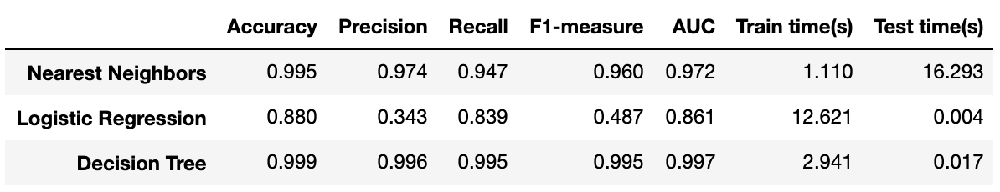 Accuracy Precision Recall F1-measure AUC Train time(s) Test time(s)
Nearest Neighbors 0.995 0.974 0.947 0.960 0.972 1.110 16.293
Logistic Regression 0.880 0.343 0.839 0.487 0.861 12.621 0.004
Decision Tree 0.999 0.996 0.995 0.995 0.997 2.941 0.017